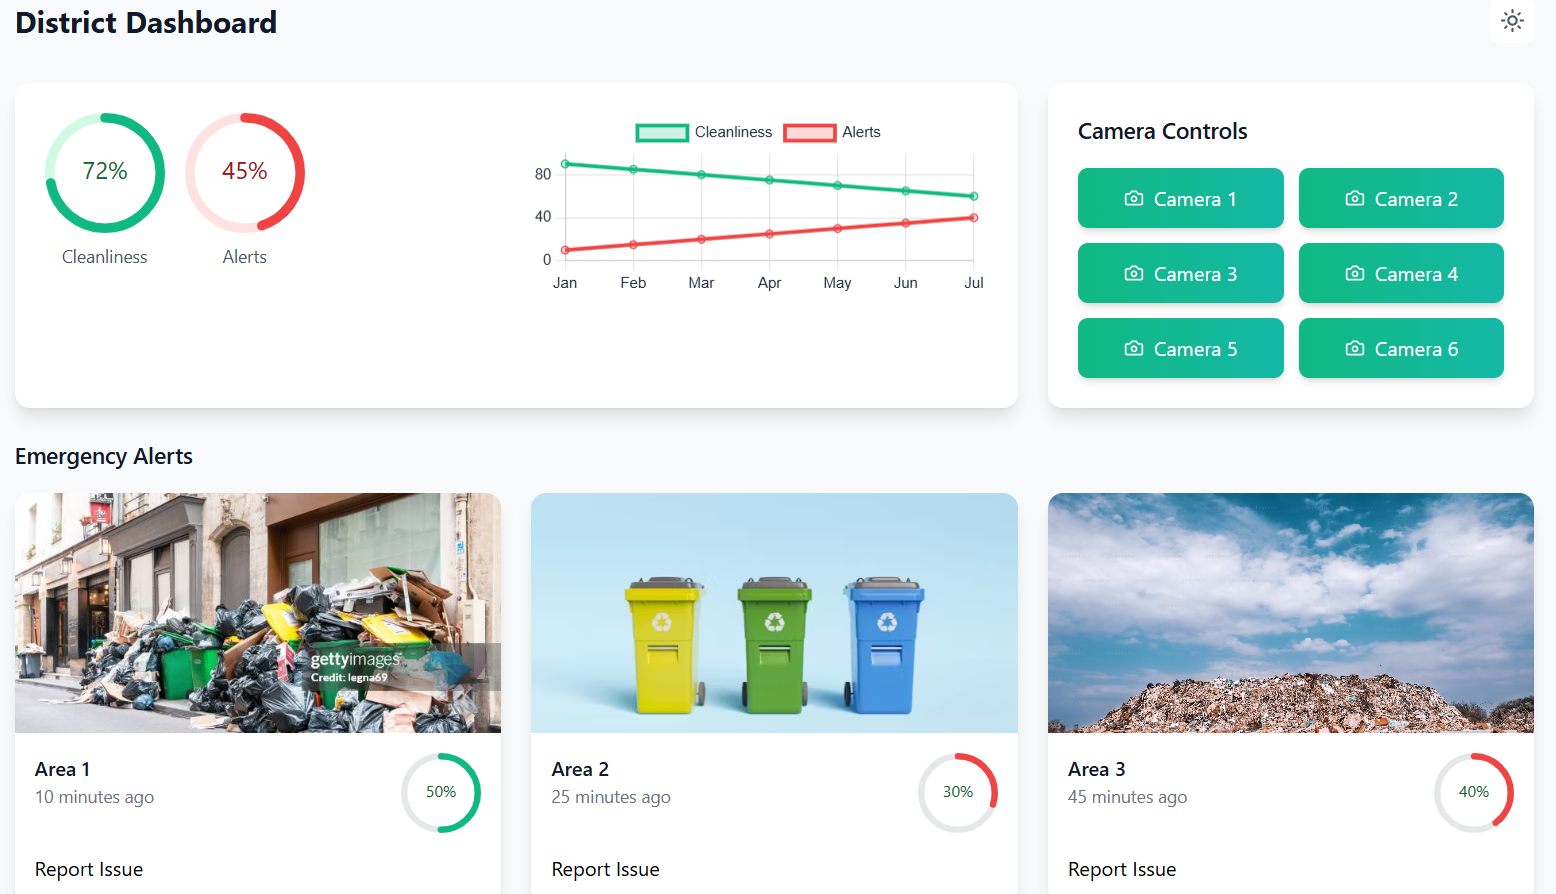 District Dashboard
72%
45%
Cleanliness
Alerts
Cleanliness
Alerts
80
40
0
Jan
Feb
Mar
Apr
May
Jun
Jul
Camera Controls
Camera 1
Camera 2
Camera 3
Camera 4
Camera 5
Camera 6
Emergency Alerts
gettyimages
Credit: legna69
Area 1
10 minutes ago
50%
Report Issue
Area 2
25 minutes ago
30%
Report Issue
Area 3
45 minutes ago
40%
Report Issue